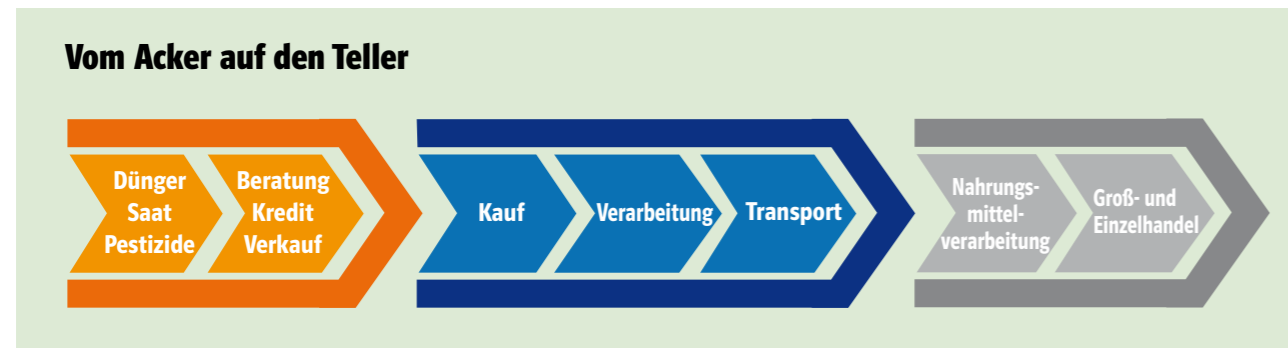 Vom Acker auf den Teller
Dünger
Saat
Pestizide
Beratung
Kredit
Verkauf
Kauf
Verarbeitung
Transport
Nahrungs-
mittel-
verarbeitung
Groß- und
Einzelhandel